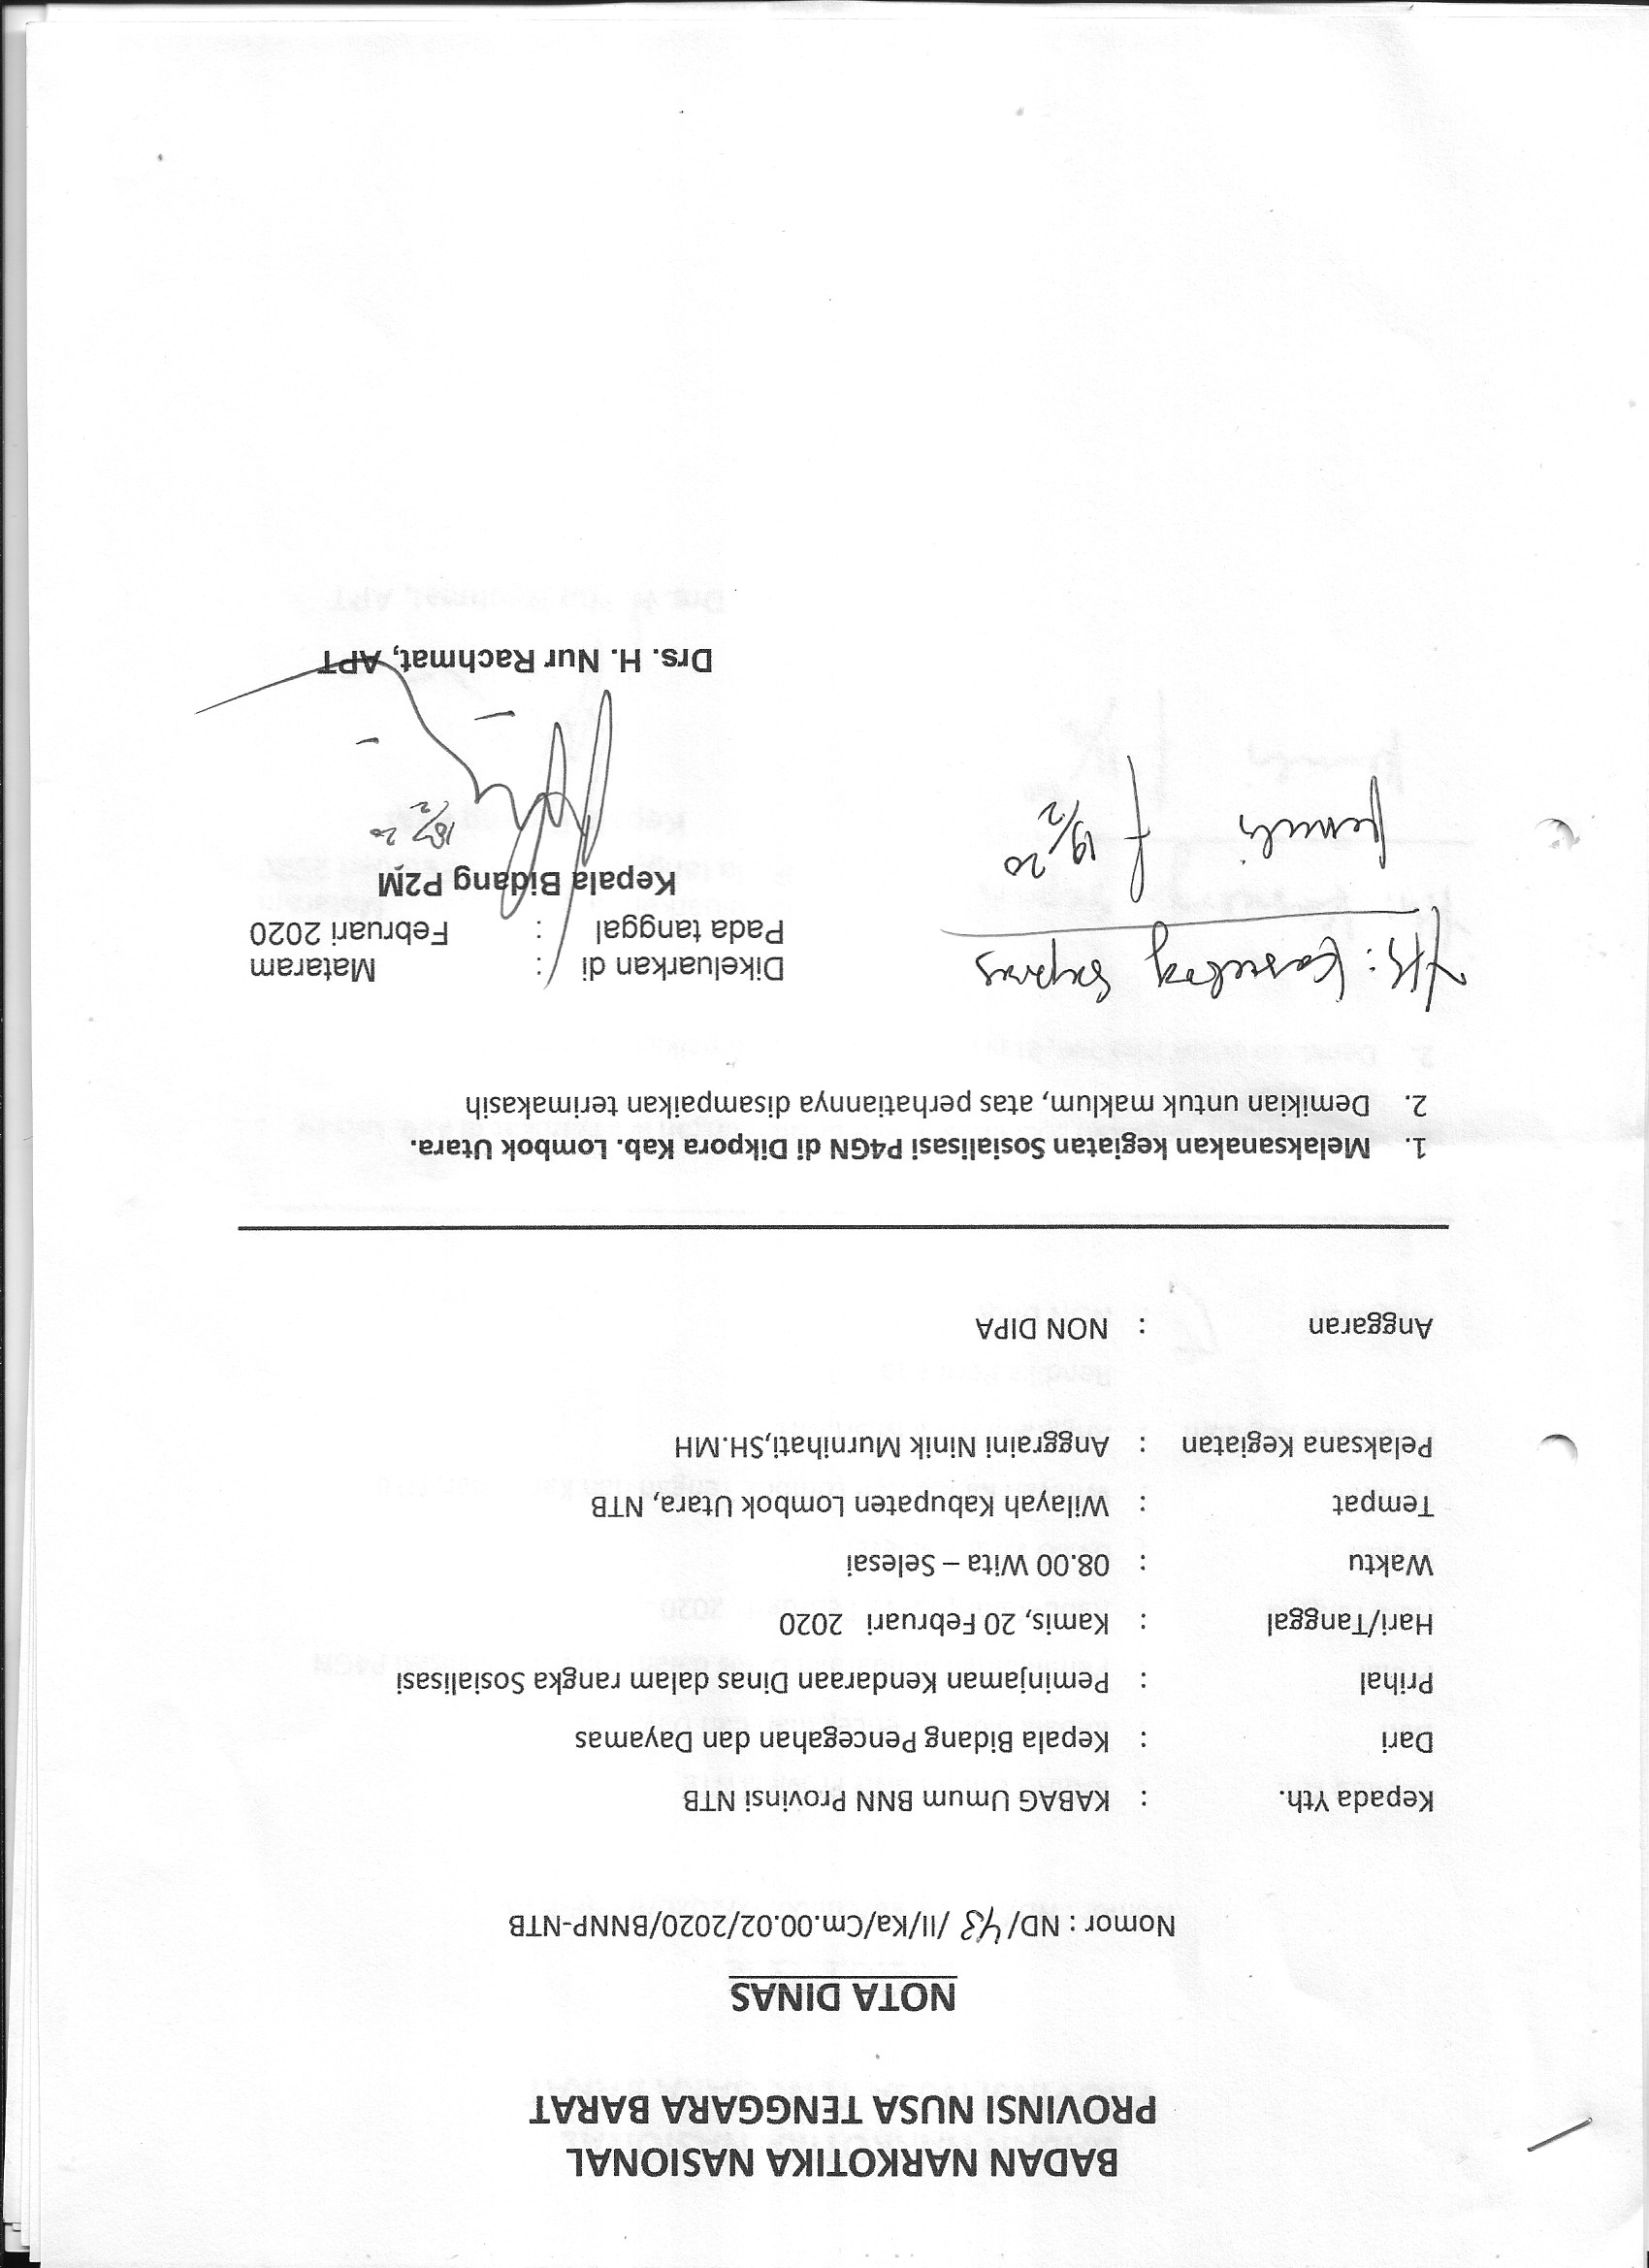 BADAN NARKOTIKA NASIONAL
PROVINSI NUSA TENGGARA BARAT
NOTA DINAS
Nomor : ND/ 43 /II/Ka/Cm.00.02/2020/BNNP-NTB
Kepada Yth. : KABAG Umum BNN Provinsi NTB
Dari : Kepala Bidang Pencegahan dan Dayamas
Prihal : Peminjaman Kendaraan Dinas dalam rangka Sosialisasi
Hari/Tanggal : Kamis, 20 Februari 2020
Waktu : 08.00 Wita – Selesai
Tempat : Wilayah Kabupaten Lombok Utara, NTB
Pelaksana Kegiatan : Anggraini Ninik Murnihati,SH.MH
Anggaran : NON DIPA
1. Melaksanakan kegiatan Sosialisasi P4GN di Dikpora Kab. Lombok Utara.
2. Demikian untuk maklum, atas perhatiannya disampaikan terimakasih
Dikeluarkan di : Mataram
Pada tanggal : Februari 2020
Kepala Bidang P2M
18/2 20
Kasubag Sarpras
19/2 20
Drs. H. Nur Rachmat, APT